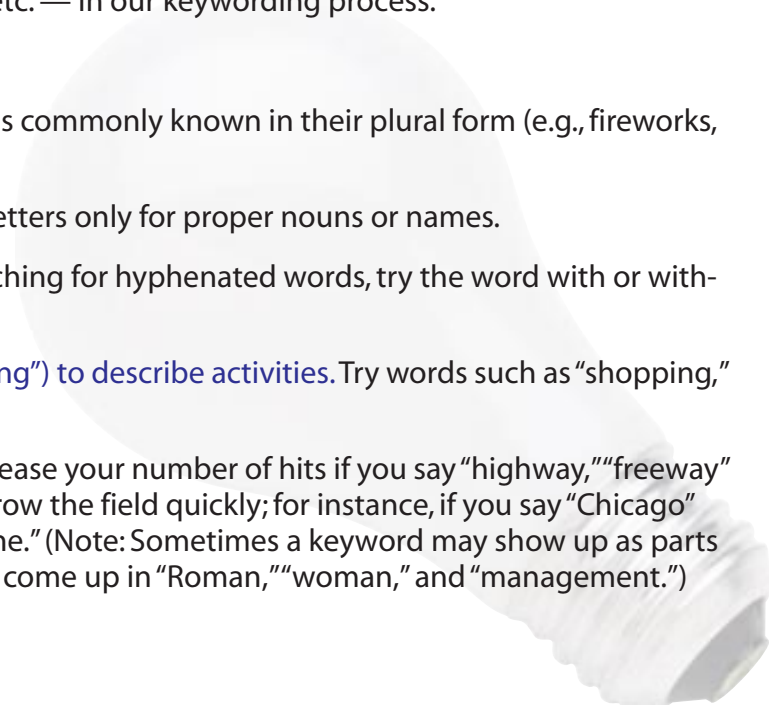 etc. — in our keywording process.
s commonly known in their plural form (e.g., fireworks,
etters only for proper nouns or names.
ching for hyphenated words, try the word with or with-
ng”) to describe activities. Try words such as “shopping,”
ease your number of hits if you say “highway,” “freeway”
row the field quickly; for instance, if you say “Chicago”
ne.” (Note: Sometimes a keyword may show up as parts
come up in “Roman,” “woman,” and “management.”)